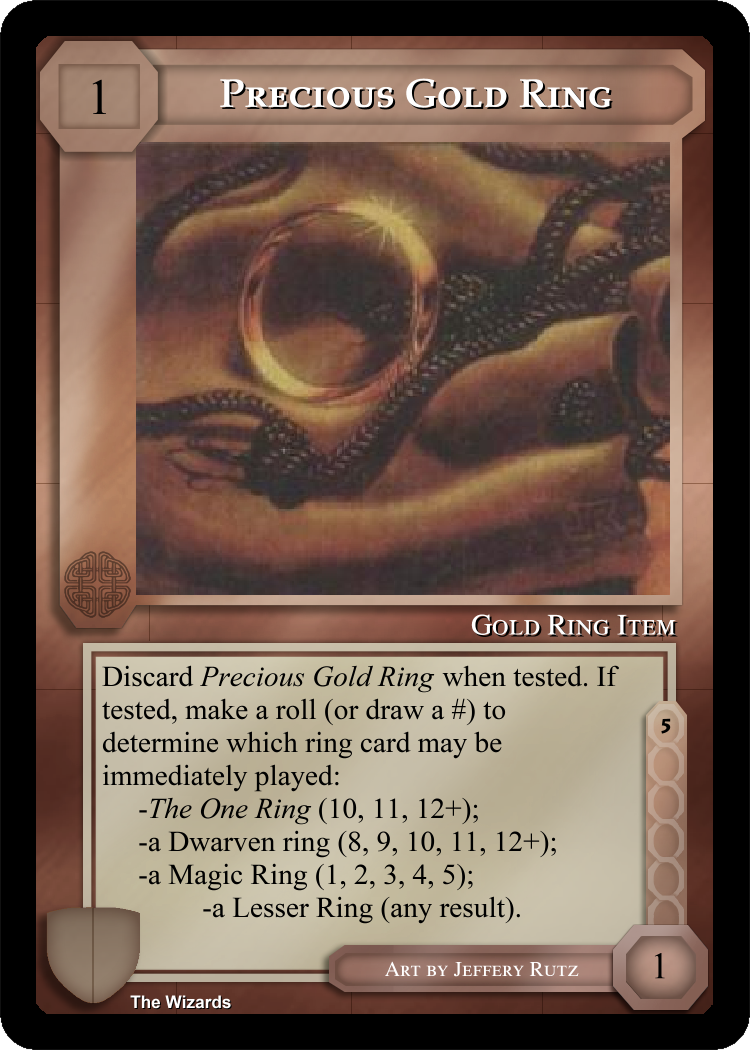 1
Precious Gold Ring
Gold Ring Item
Discard Precious Gold Ring when tested. If
tested, make a roll (or draw a #) to
determine which ring card may be
immediately played:
-The One Ring (10, 11, 12+);
-a Dwarven ring (8, 9, 10, 11, 12+);
-a Magic Ring (1, 2, 3, 4, 5);
-a Lesser Ring (any result).
5
Art by Jeffery Rutz
1
The Wizards